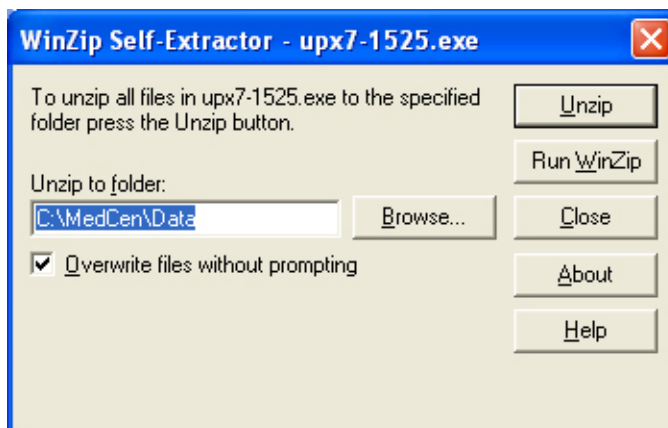 WinZip Self-Extractor - upx7-1525.exe
To unzip all files in upx7-1525.exe to the specified
folder press the Unzip button.
Unzip to folder:
C:\MedCen\Data
Browse...
Overwrite files without prompting
Unzip
Run WinZip
Close
About
Help